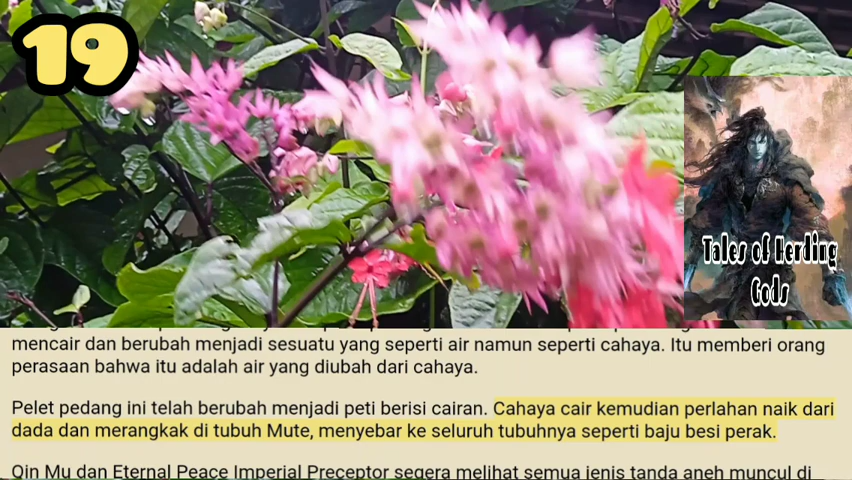 19
Tales of Herding
Gods
mencair dan berubah menjadi sesuatu yang seperti air namun seperti cahaya. Itu memberi orang
perasaan bahwa itu adalah air yang diubah dari cahaya.
Pelet pedang ini telah berubah menjadi peti berisi cairan. Cahaya cair kemudian perlahan naik dari
dada dan merangkak di tubuh Mute, menyebar ke seluruh tubuhnya seperti baju besi perak.
Qin Mu dan Eternal Peace Imperial Preceptor segera melihat semua jenis tanda aneh muncul di